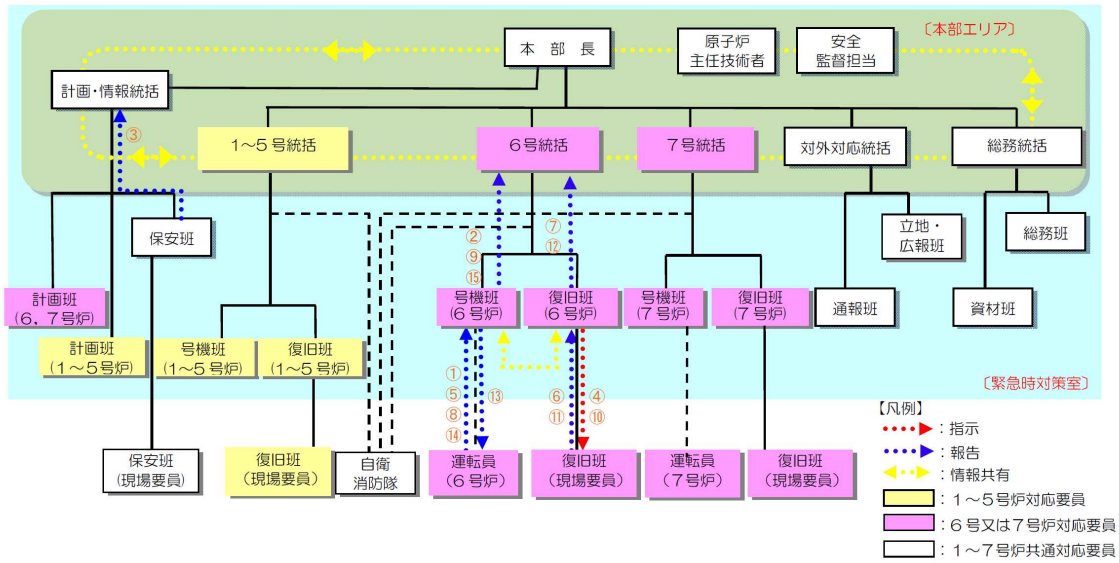 〔本部エリア〕
本 部 長
原子炉
主任技術者
安全
監督担当
計画・情報統括
③
1~5号統括
6号統括
7号統括
対外対応統括
総務統括
保安班
②
⑨
⑮
⑦
⑫
立地・
広報班
総務班
計画班
(6,7号炉)
号機班
(6号炉)
復旧班
(6号炉)
号機班
(7号炉)
復旧班
(7号炉)
通報班
資材班
計画班
(1~5号炉)
号機班
(1~5号炉)
復旧班
(1~5号炉)
〔緊急時対策室〕
①
⑤
⑧
⑭
⑬
⑥
⑪
④
⑩
保安班
(現場要員)
復旧班
(現場要員)
自衛
消防隊
運転員
(6号炉)
復旧班
(現場要員)
運転員
(7号炉)
復旧班
(現場要員)
【凡例】
:指示
:報告
:情報共有
:1~5号炉対応要員
:6号又は7号炉対応要員
:1~7号炉共通対応要員